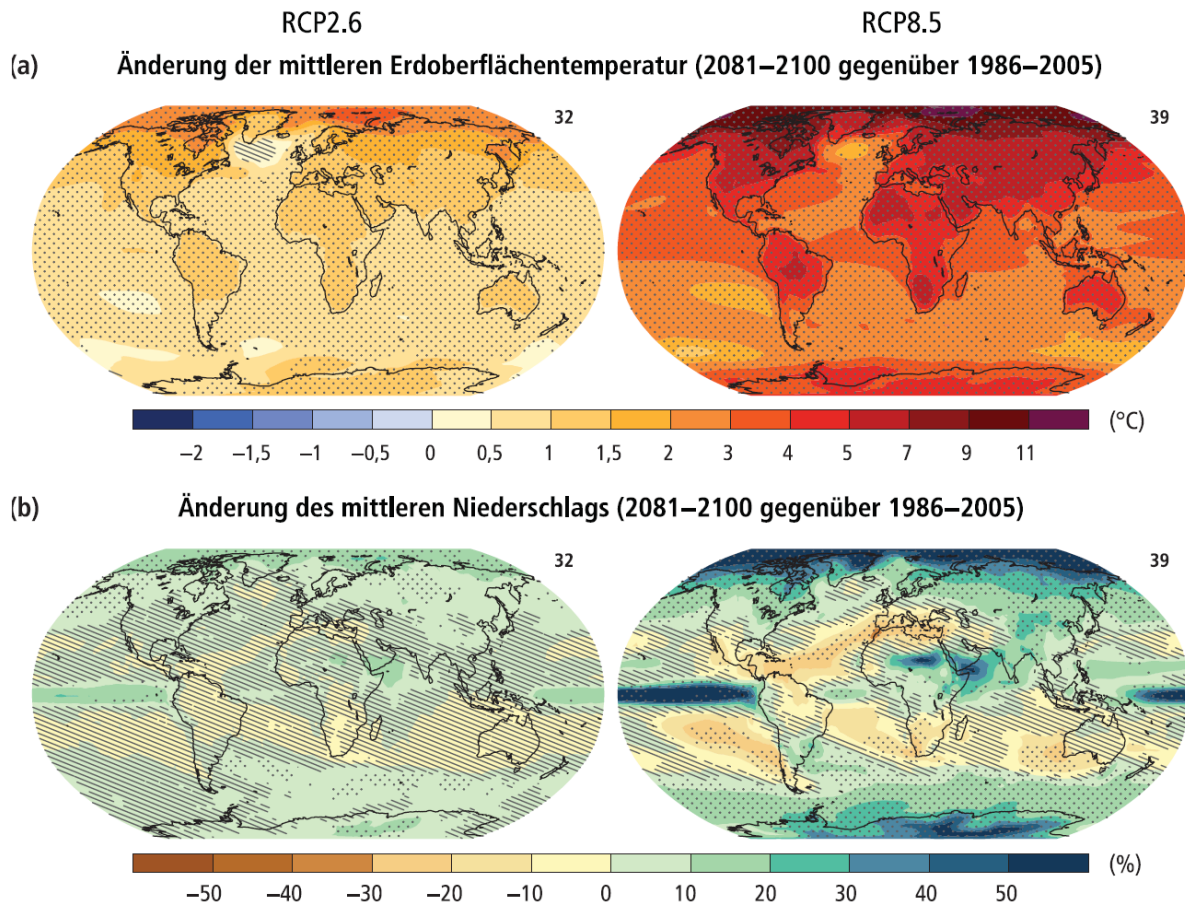 RCP2.6 RCP8.5
(a) Änderung der mittleren Erdoberflächentemperatur (2081–2100 gegenüber 1986–2005)
32 39
(°C)
–2 –1,5 –1 –0,5 0 0,5 1 1,5 2 3 4 5 7 9 11
(b) Änderung des mittleren Niederschlags (2081–2100 gegenüber 1986–2005)
32 39
(%)
–50 –40 –30 –20 –10 0 10 20 30 40 50